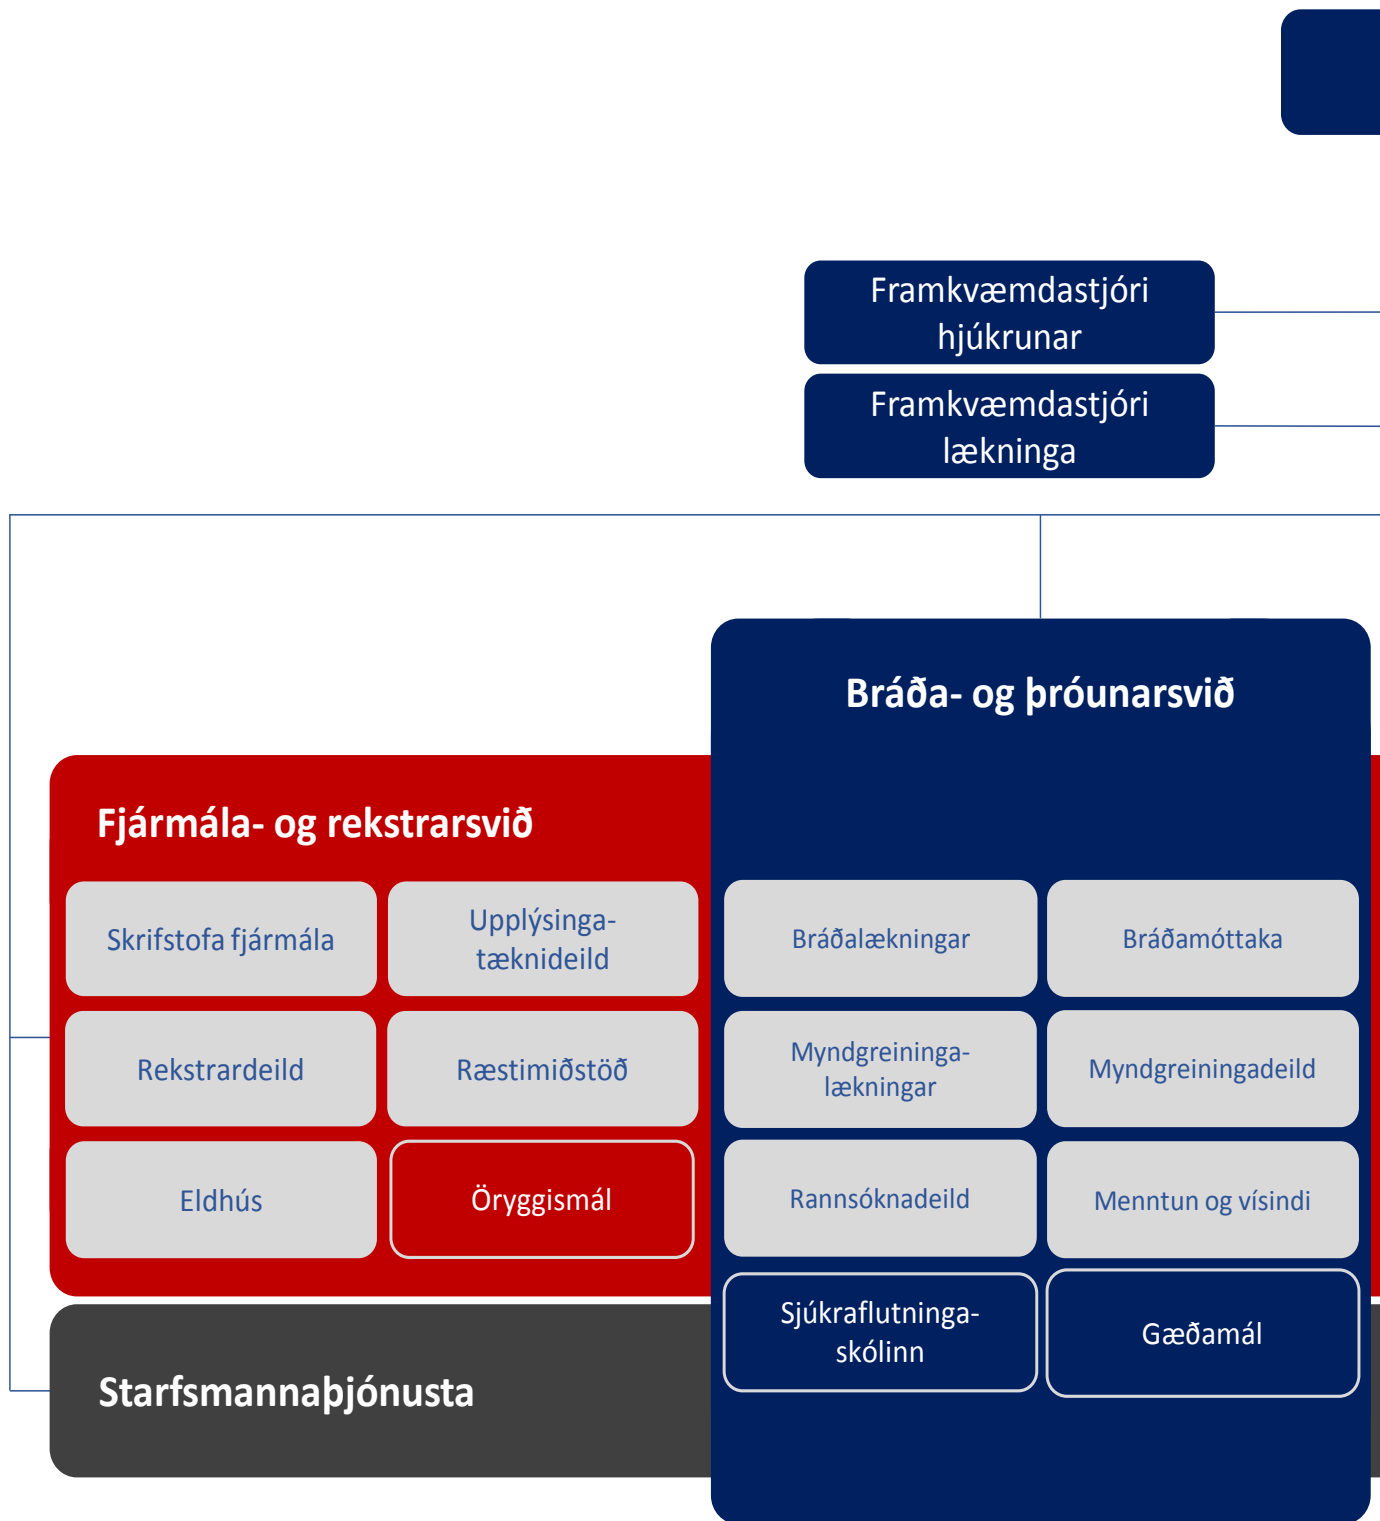 Framkvæmdastjóri
hjúkrunar
Framkvæmdastjóri
lækninga
Bráða- og þróunarsvið
Fjármála- og rekstrarsvið
Skrifstofa fjármála
Upplýsinga-
tæknideild
Bráðalækningar
Bráðamóttaka
Rekstrardeild
Ræstimiðstöð
Myndgreininga-
lækningar
Myndgreiningadeild
Eldhús
Öryggismál
Rannsóknadeild
Menntun og vísindi
Sjúkraflutninga-
skólinn
Gæðamál
Starfsmannaþjónusta